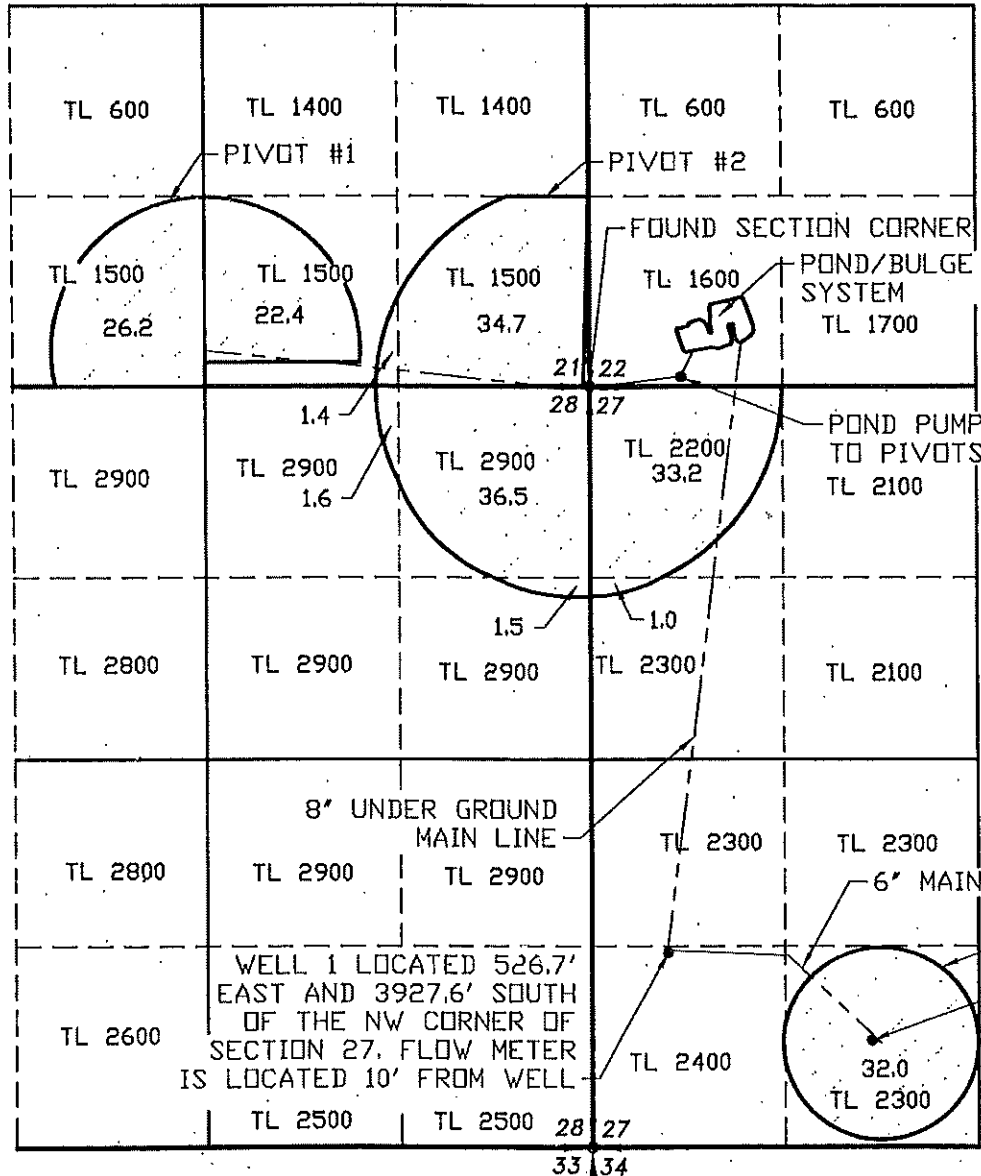 TL 600
TL 1400
TL 1400
TL 600
TL 600
PIVOT #1
PIVOT #2
FOUND SECTION CORNER
TL 1500
TL 1500
TL 1500
TL 1600
POND/BULGE
SYSTEM
TL 1700
26.2
22.4
34.7
21 22
28 27
1.4
1.6
POND PUMP
TO PIVOTS
TL 2900
TL 2900
TL 2900
36.5
TL 2200
33.2
TL 2100
1.5
1.0
TL 2800
TL 2900
TL 2900
TL 2300
TL 2100
8" UNDER GROUND
MAIN LINE
TL 2800
TL 2900
TL 2900
TL 2300
TL 2300
6" MAIN
WELL 1 LOCATED 526.7'
EAST AND 3927.6' SOUTH
OF THE NW CORNER OF
SECTION 27. FLOW METER
IS LOCATED 10' FROM WELL
TL 2600
TL 2400
32.0
TL 2300
TL 2500
TL 2500
28 27
33 34